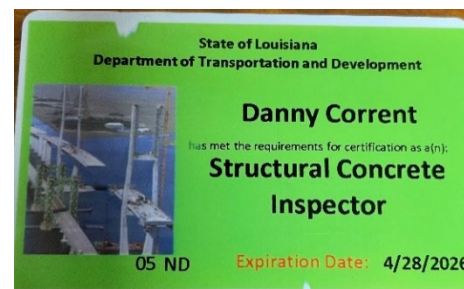 State of Louisiana
Department of Transportation and Development
Danny Corrent
has met the requirements for certification as a(n):
Structural Concrete
Inspector
05 ND Expiration Date: 4/28/2026